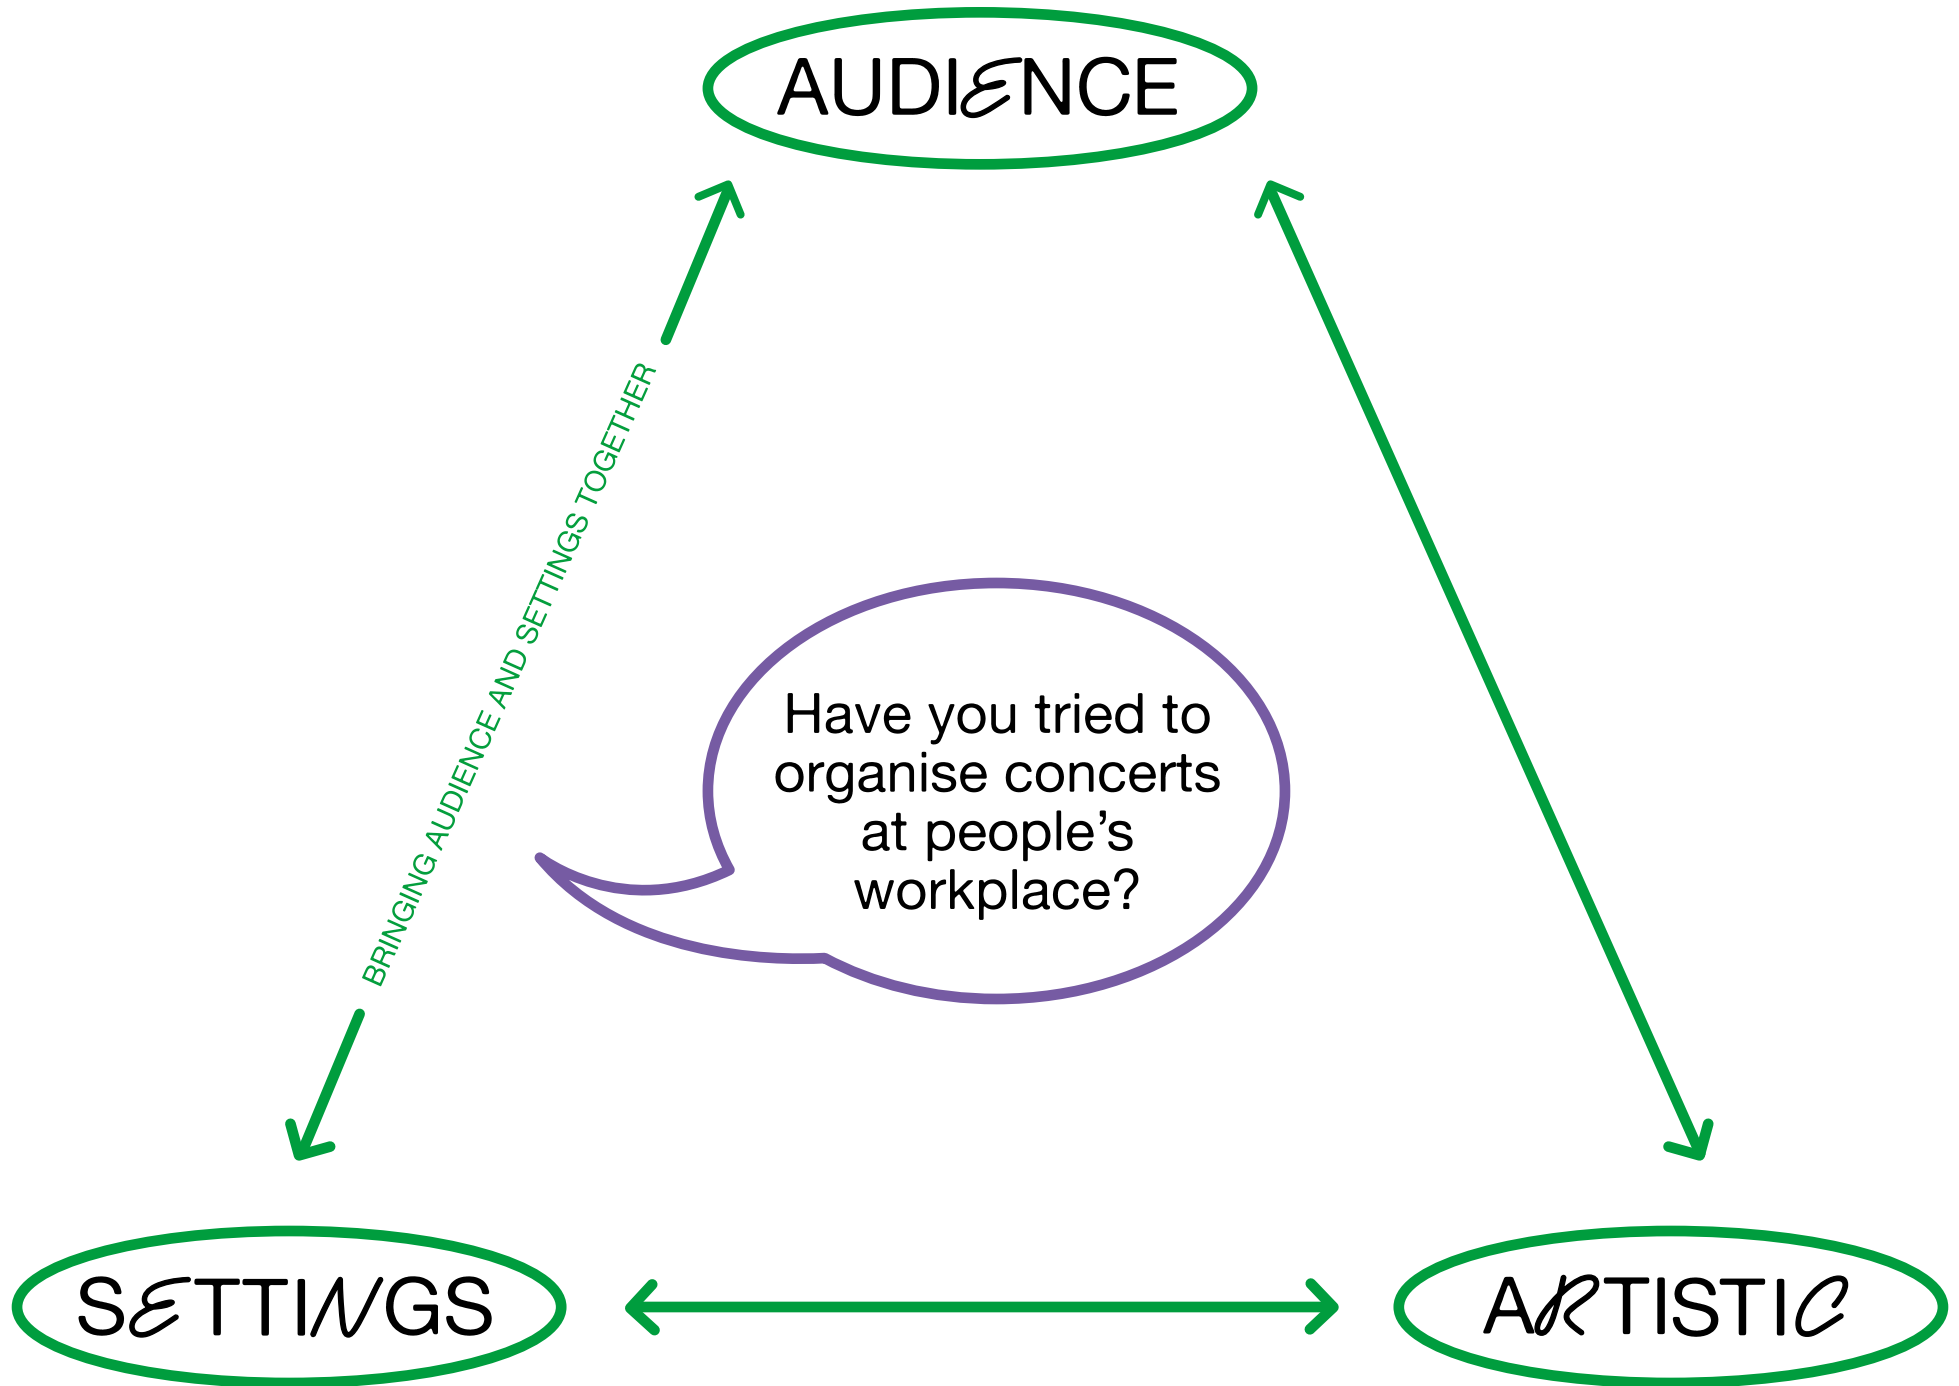 AUDIENCE
BRINGING AUDIENCE AND SETTINGS TOGETHER
Have you tried to
organise concerts
at people’s
workplace?
SETTINGS
ARTISTIC